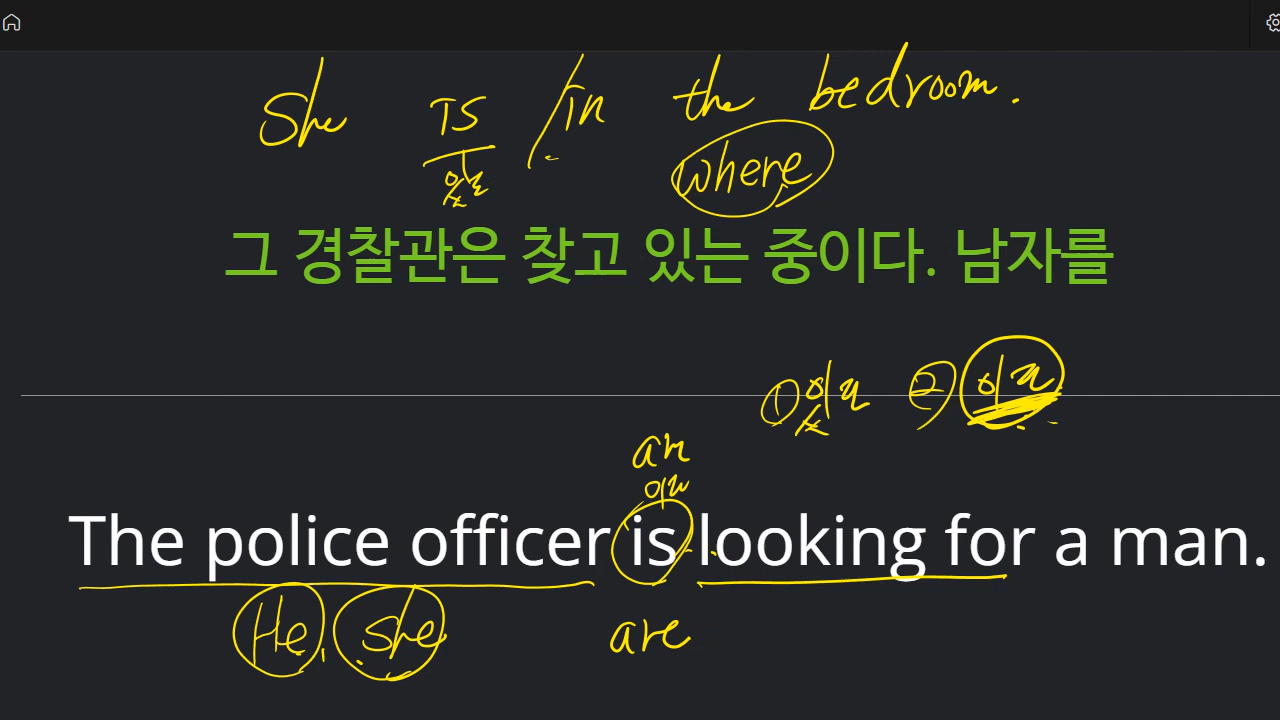 She is / in the bedroom.
있다
where
그 경찰관은 찾고 있는 중이다. 남자를
① 있다 ② 이다
am
이다
The police officer is looking for a man.
He, she
are